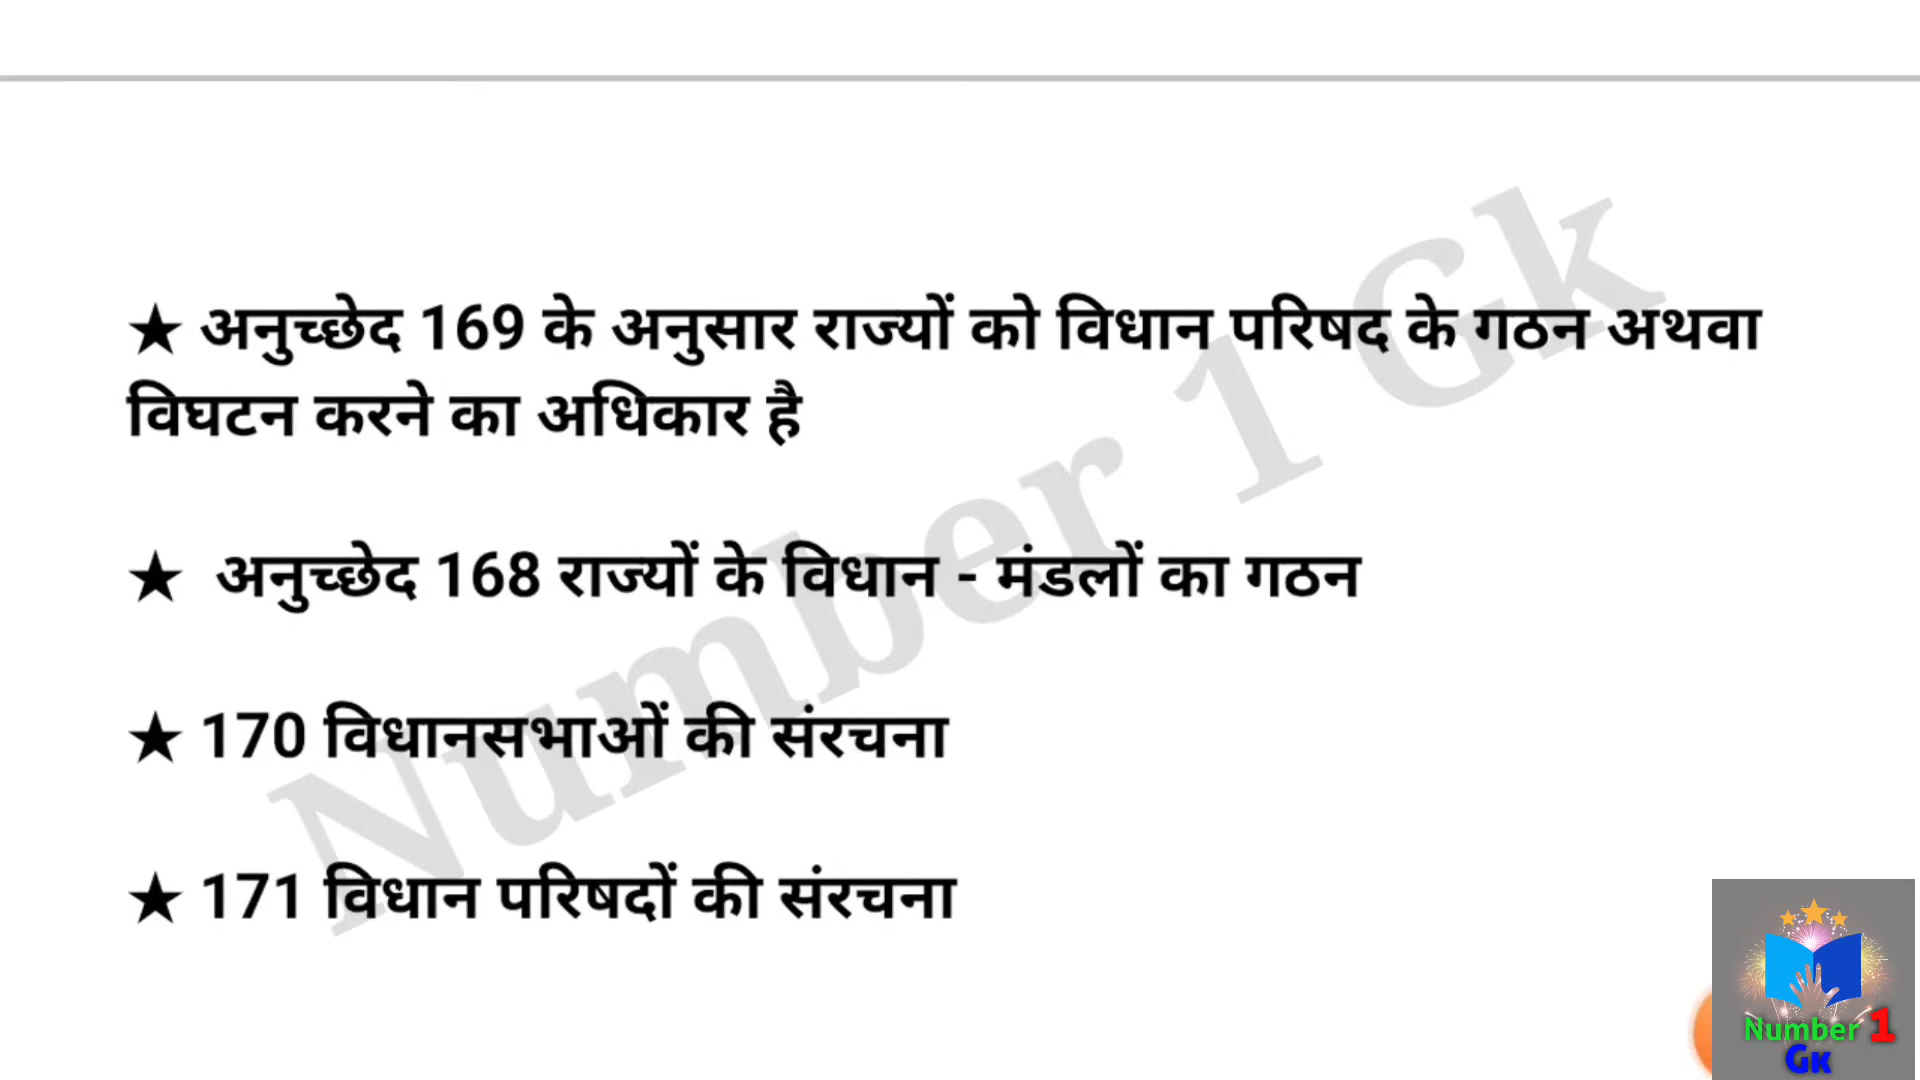 ★ अनुच्छेद 169 के अनुसार राज्यों को विधान परिषद के गठन अथवा
विघटन करने का अधिकार है
★ अनुच्छेद 168 राज्यों के विधान - मंडलों का गठन
★ 170 विधानसभाओं की संरचना
★ 171 विधान परिषदों की संरचना
Number 1 Gk
Number 1
GK